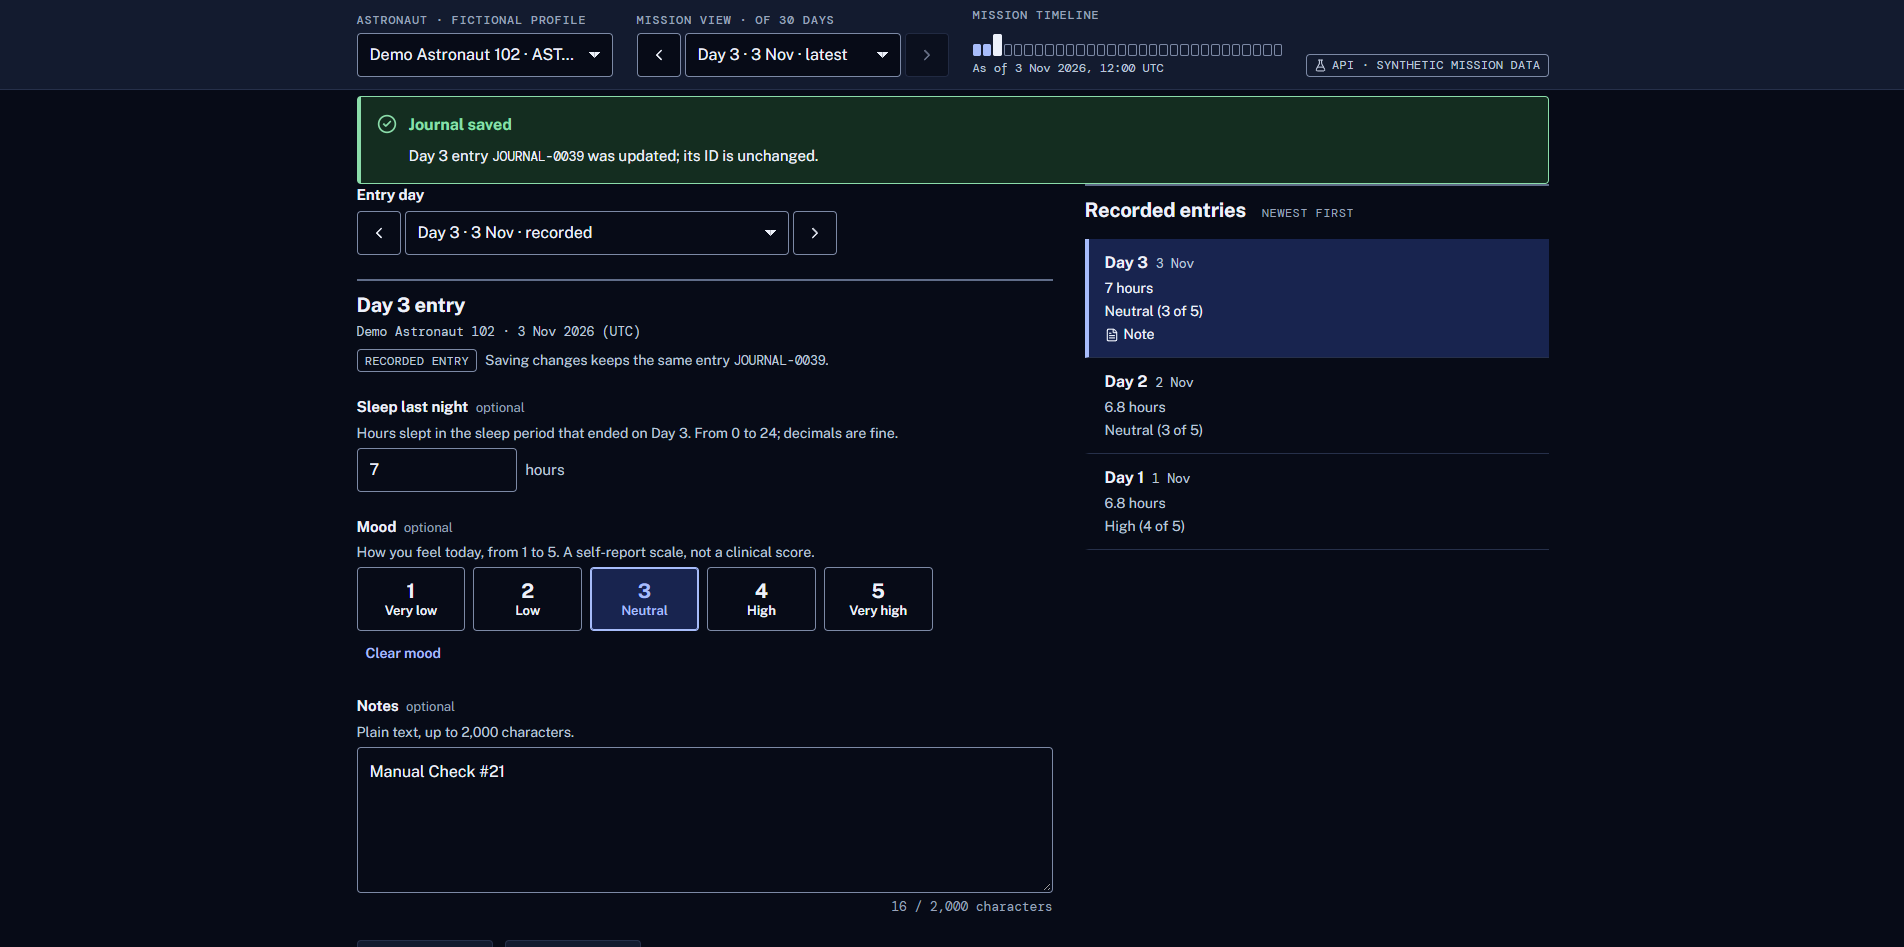 ASTRONAUT · FICTIONAL PROFILE
Demo Astronaut 102 · AST...
MISSION VIEW · OF 30 DAYS
Day 3 · 3 Nov · latest
MISSION TIMELINE
As of 3 Nov 2026, 12:00 UTC
API · SYNTHETIC MISSION DATA
Journal saved
Day 3 entry JOURNAL-0039 was updated; its ID is unchanged.
Entry day
Day 3 · 3 Nov · recorded
Day 3 entry
Demo Astronaut 102 · 3 Nov 2026 (UTC)
RECORDED ENTRY Saving changes keeps the same entry JOURNAL-0039.
Sleep last night optional
Hours slept in the sleep period that ended on Day 3. From 0 to 24; decimals are fine.
7 hours
Mood optional
How you feel today, from 1 to 5. A self-report scale, not a clinical score.
1 2 3 4 5
Very low Low Neutral High Very high
Clear mood
Notes optional
Plain text, up to 2,000 characters.
Manual Check #21
16 / 2,000 characters
Recorded entries NEWEST FIRST
Day 3 3 Nov
7 hours
Neutral (3 of 5)
Note
Day 2 2 Nov
6.8 hours
Neutral (3 of 5)
Day 1 1 Nov
6.8 hours
High (4 of 5)